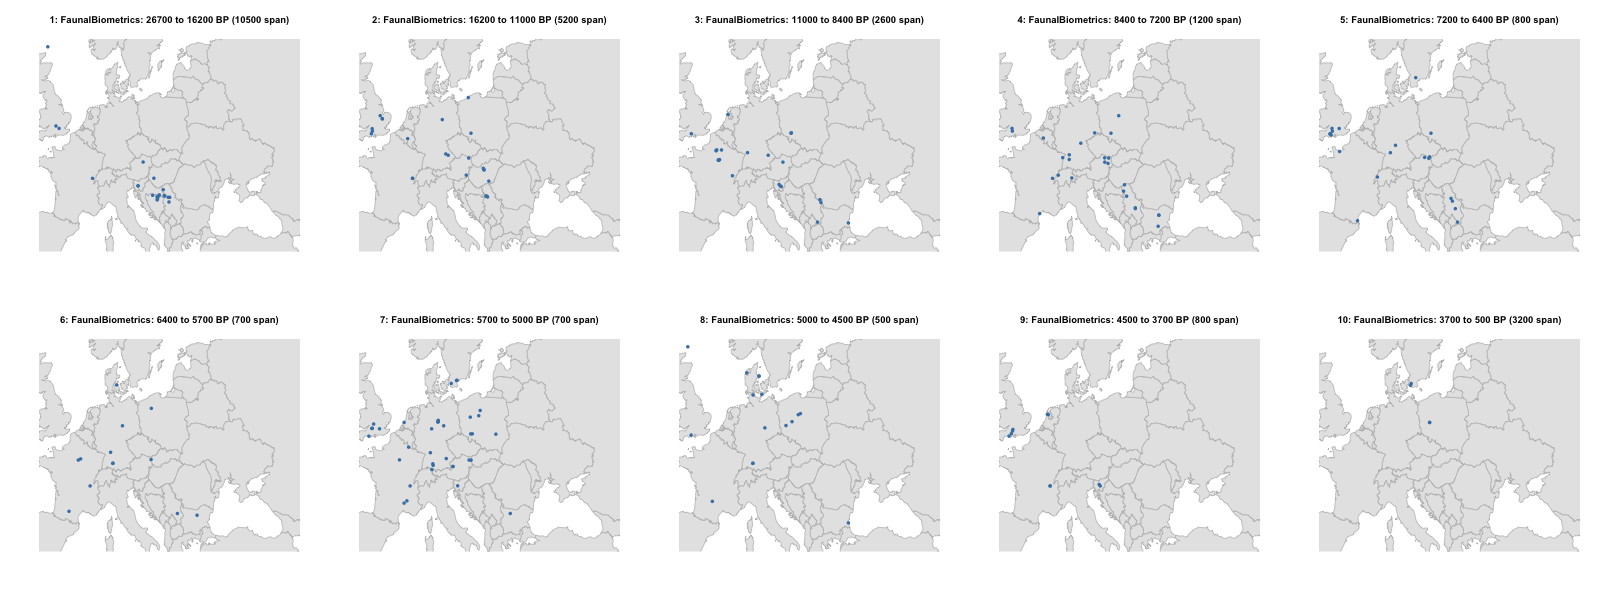 1: FaunalBiometrics: 26700 to 16200 BP (10500 span)
2: FaunalBiometrics: 16200 to 11000 BP (5200 span)
3: FaunalBiometrics: 11000 to 8400 BP (2600 span)
4: FaunalBiometrics: 8400 to 7200 BP (1200 span)
5: FaunalBiometrics: 7200 to 6400 BP (800 span)
6: FaunalBiometrics: 6400 to 5700 BP (700 span)
7: FaunalBiometrics: 5700 to 5000 BP (700 span)
8: FaunalBiometrics: 5000 to 4500 BP (500 span)
9: FaunalBiometrics: 4500 to 3700 BP (800 span)
10: FaunalBiometrics: 3700 to 500 BP (3200 span)